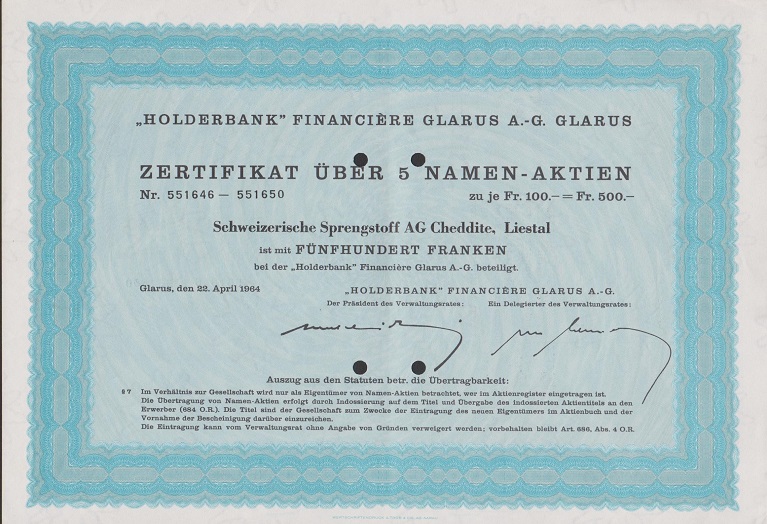 „HOLDERBANK” FINANCIÈRE GLARUS A.-G. GLARUS
ZERTIFIKAT ÜBER 5 NAMEN-AKTIEN
Nr. 551646 — 551650 zu je Fr. 100.— = Fr. 500.—
Schweizerische Sprengstoff AG Cheddite, Liestal
ist mit FÜNFHUNDERT FRANKEN
bei der „Holderbank” Financière Glarus A.-G. beteiligt.
Glarus, den 22. April 1964 „HOLDERBANK” FINANCIÈRE GLARUS A.-G.
Der Präsident des Verwaltungsrates: Ein Delegierter des Verwaltungsrates:
Auszug aus den Statuten betr. die Übertragbarkeit:
§ 7 Im Verhältnis zur Gesellschaft wird nur als Eigentümer von Namen-Aktien betrachtet, wer im Aktienregister eingetragen ist.
Die Übertragung von Namen-Aktien erfolgt durch Indossierung auf dem Titel und Übergabe des indossierten Aktientitels an den
Erwerber (684 O.R.). Die Titel sind der Gesellschaft zum Zwecke der Eintragung des neuen Eigentümers im Aktienbuch und der
Vornahme der Bescheinigung darüber einzureichen.
Die Eintragung kann vom Verwaltungsrat ohne Angabe von Gründen verweigert werden; vorbehalten bleibt Art. 686, Abs. 4 O.R.